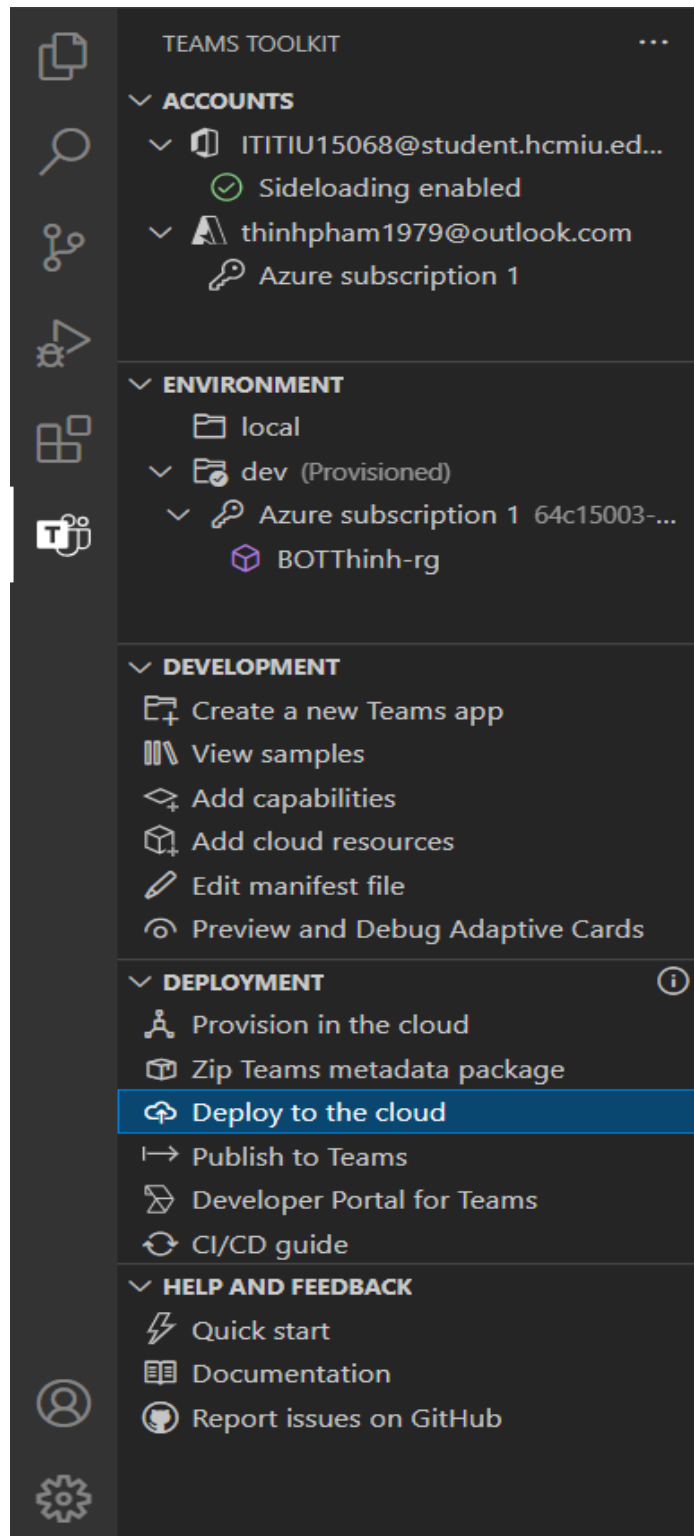 TEAMS TOOLKIT ...
ACCOUNTS
ITITIU15068@student.hcmiu.ed...
Sideloading enabled
thinhpham1979@outlook.com
Azure subscription 1
ENVIRONMENT
local
dev (Provisioned)
Azure subscription 1 64c15003-...
BOTThinh-rg
DEVELOPMENT
Create a new Teams app
View samples
Add capabilities
Add cloud resources
Edit manifest file
Preview and Debug Adaptive Cards
DEPLOYMENT
Provision in the cloud
Zip Teams metadata package
Deploy to the cloud
Publish to Teams
Developer Portal for Teams
CI/CD guide
HELP AND FEEDBACK
Quick start
Documentation
Report issues on GitHub